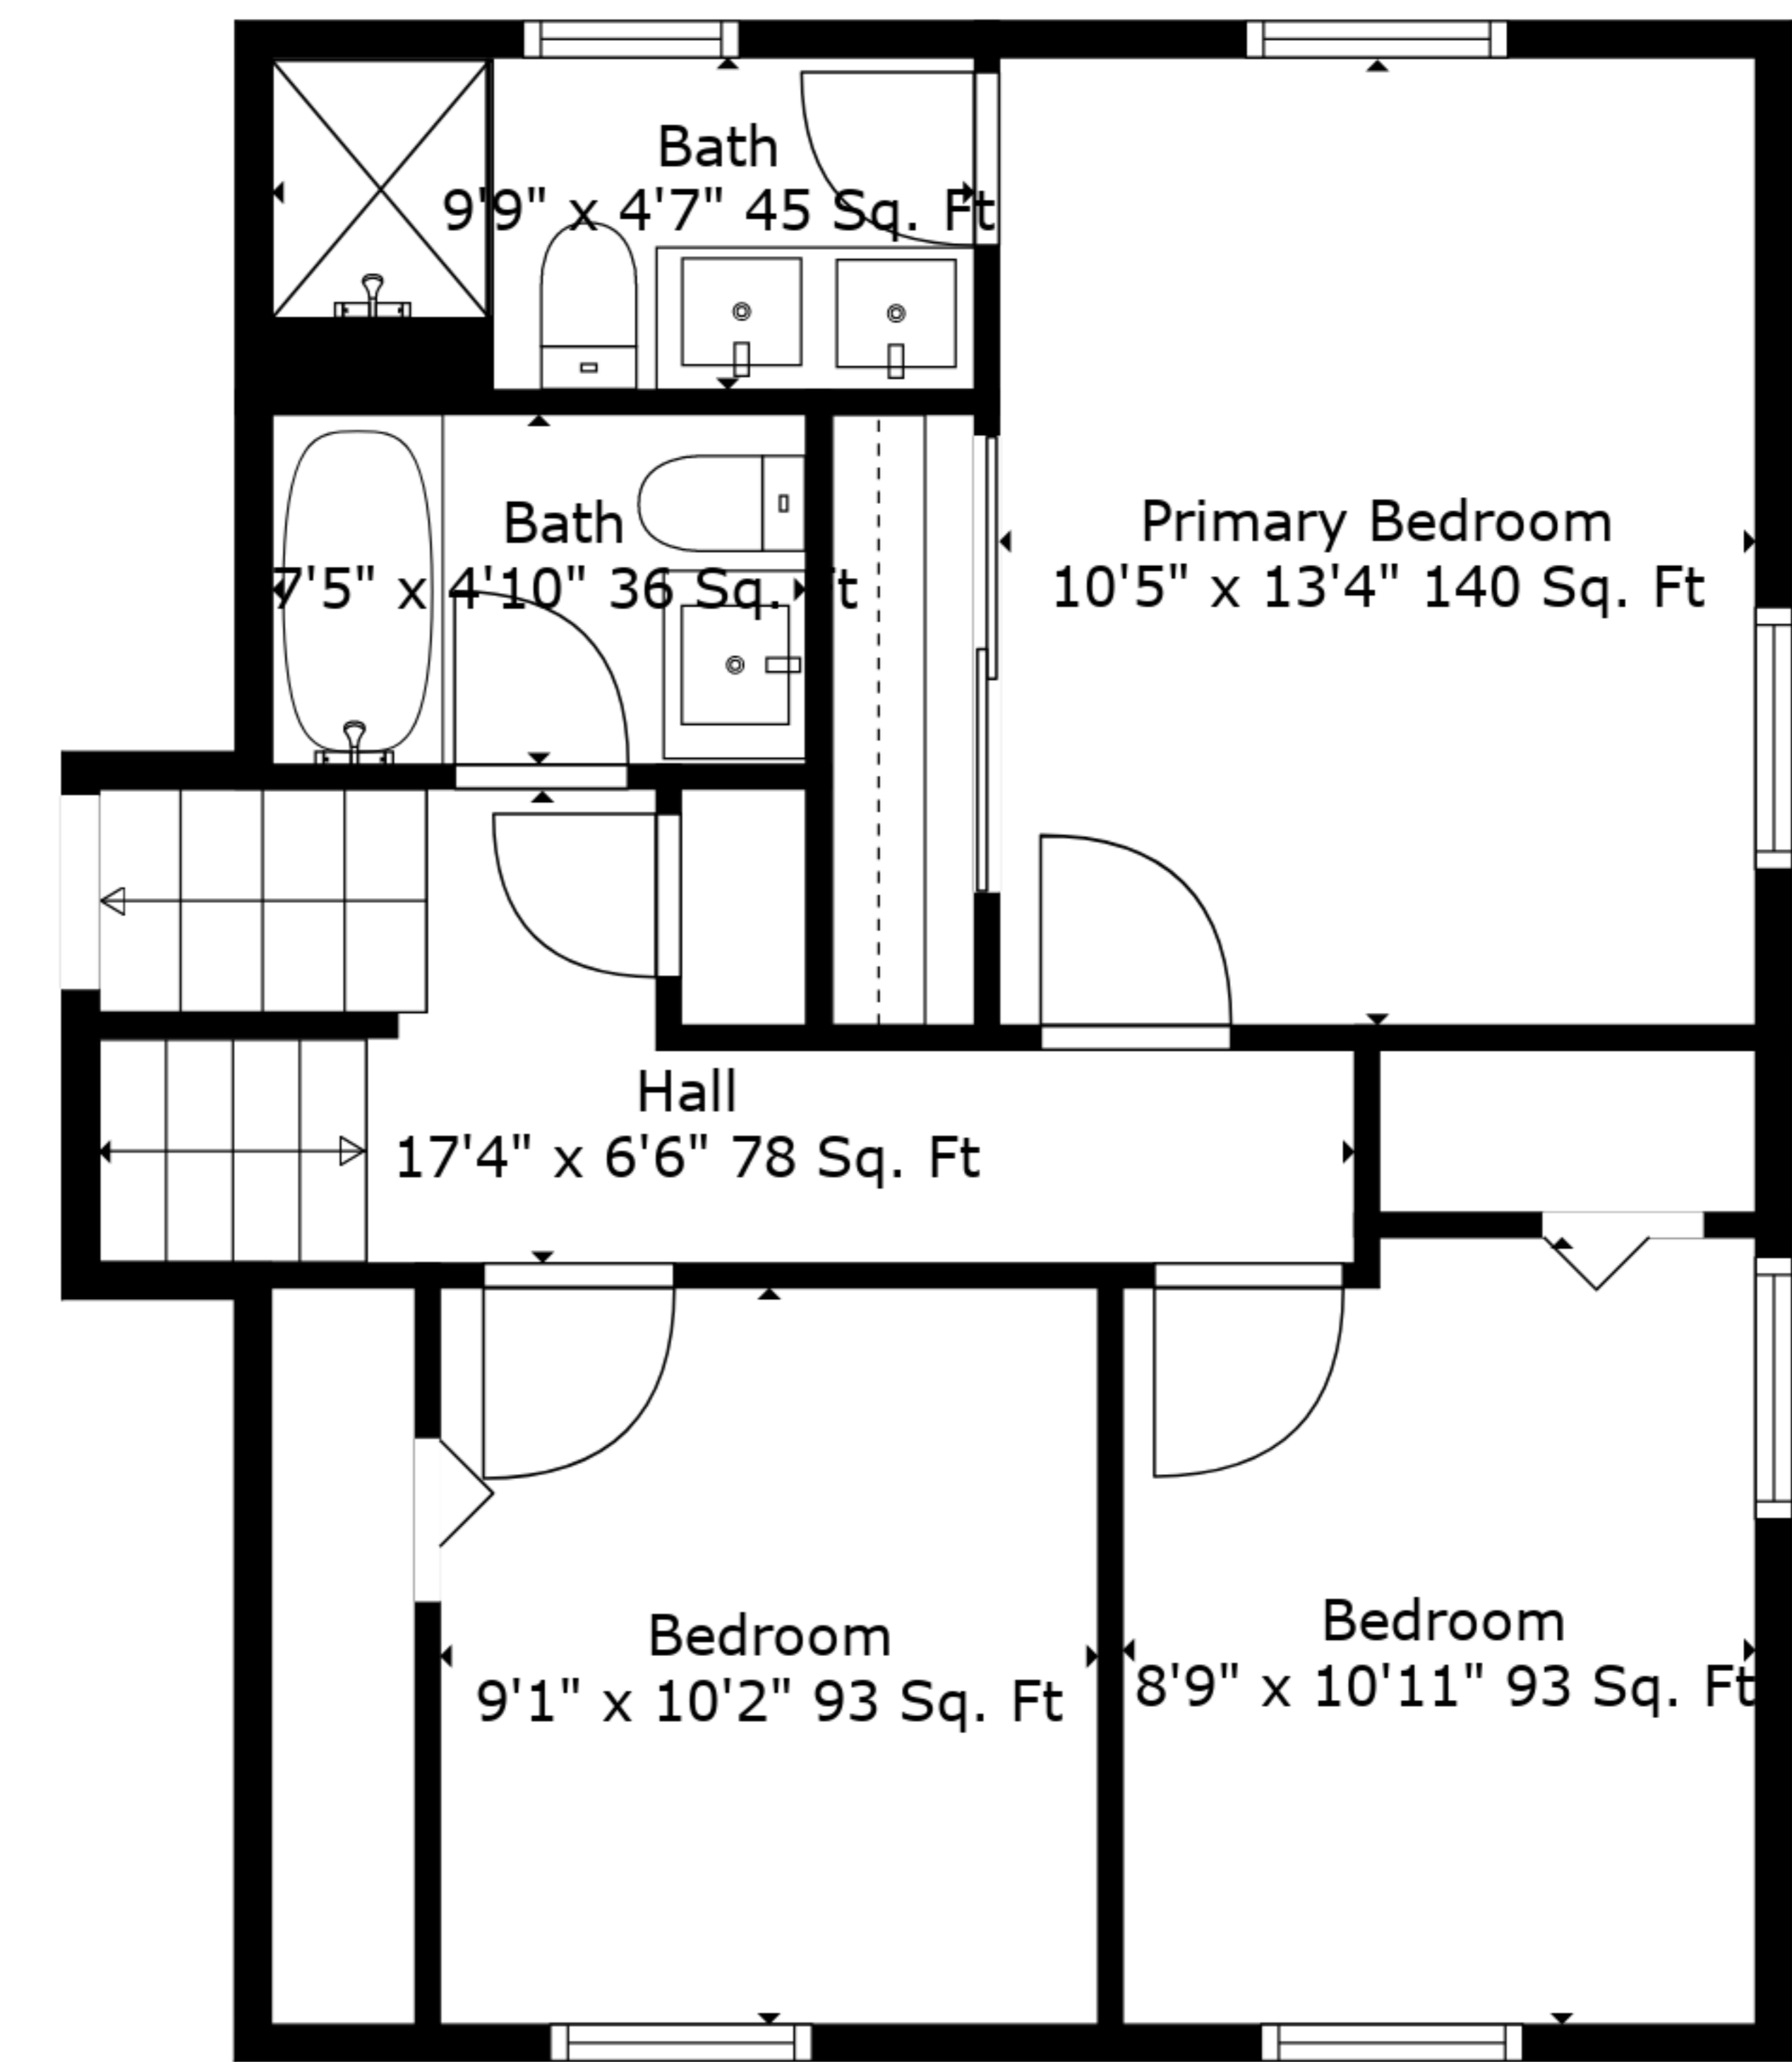 Bath
9'9" x 4'7" 45 Sq. Ft
Bath
7'5" x 4'10" 36 Sq. Ft
Primary Bedroom
10'5" x 13'4" 140 Sq. Ft
Hall
17'4" x 6'6" 78 Sq. Ft
Bedroom
9'1" x 10'2" 93 Sq. Ft
Bedroom
8'9" x 10'11" 93 Sq. Ft